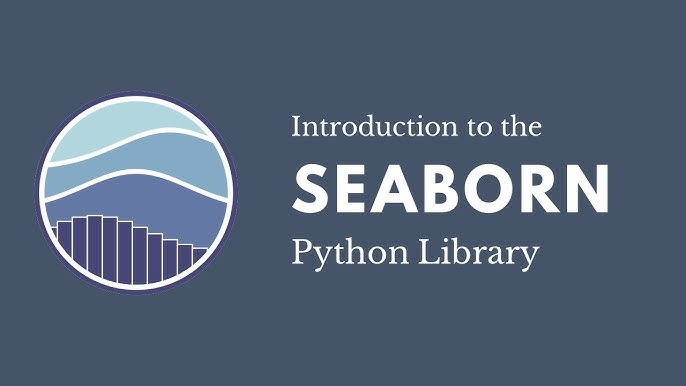 Introduction to the
SEABORN
Python Library